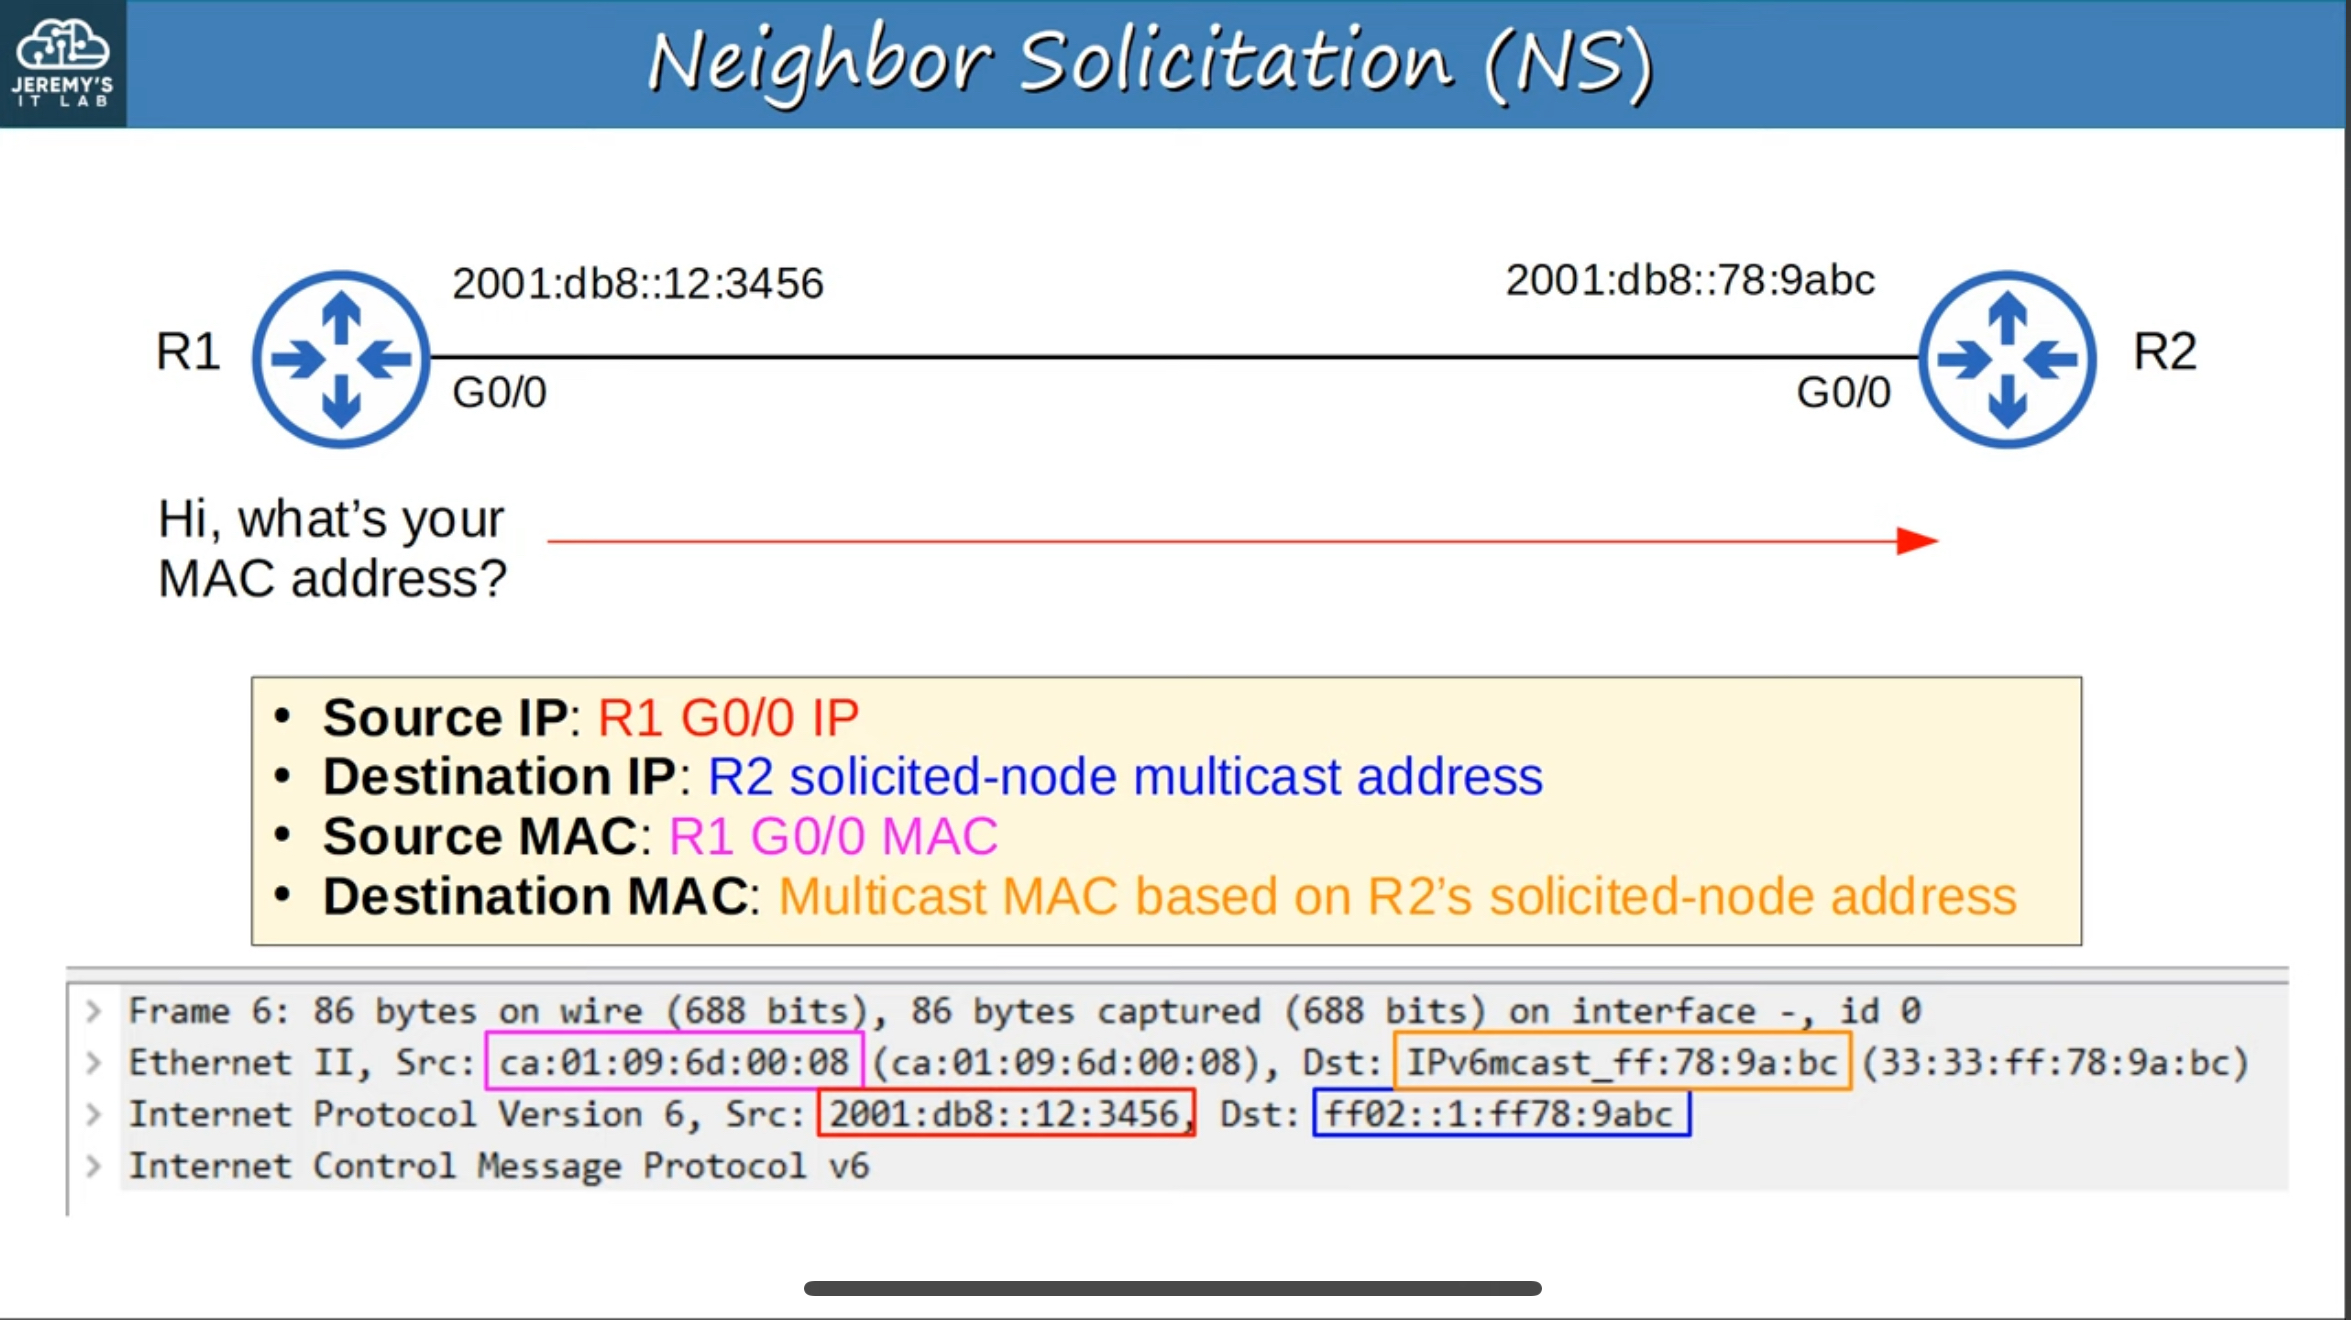 JEREMY'S
IT LAB
Neighbor Solicitation (NS)
2001:db8::12:3456
2001:db8::78:9abc
R1
R2
G0/0
G0/0
Hi, what’s your
MAC address?
• Source IP: R1 G0/0 IP
• Destination IP: R2 solicited-node multicast address
• Source MAC: R1 G0/0 MAC
• Destination MAC: Multicast MAC based on R2’s solicited-node address
> Frame 6: 86 bytes on wire (688 bits), 86 bytes captured (688 bits) on interface -, id 0
> Ethernet II, Src: ca:01:09:6d:00:08 (ca:01:09:6d:00:08), Dst: IPv6mcast_ff:78:9a:bc (33:33:ff:78:9a:bc)
> Internet Protocol Version 6, Src: 2001:db8::12:3456, Dst: ff02::1:ff78:9abc
> Internet Control Message Protocol v6